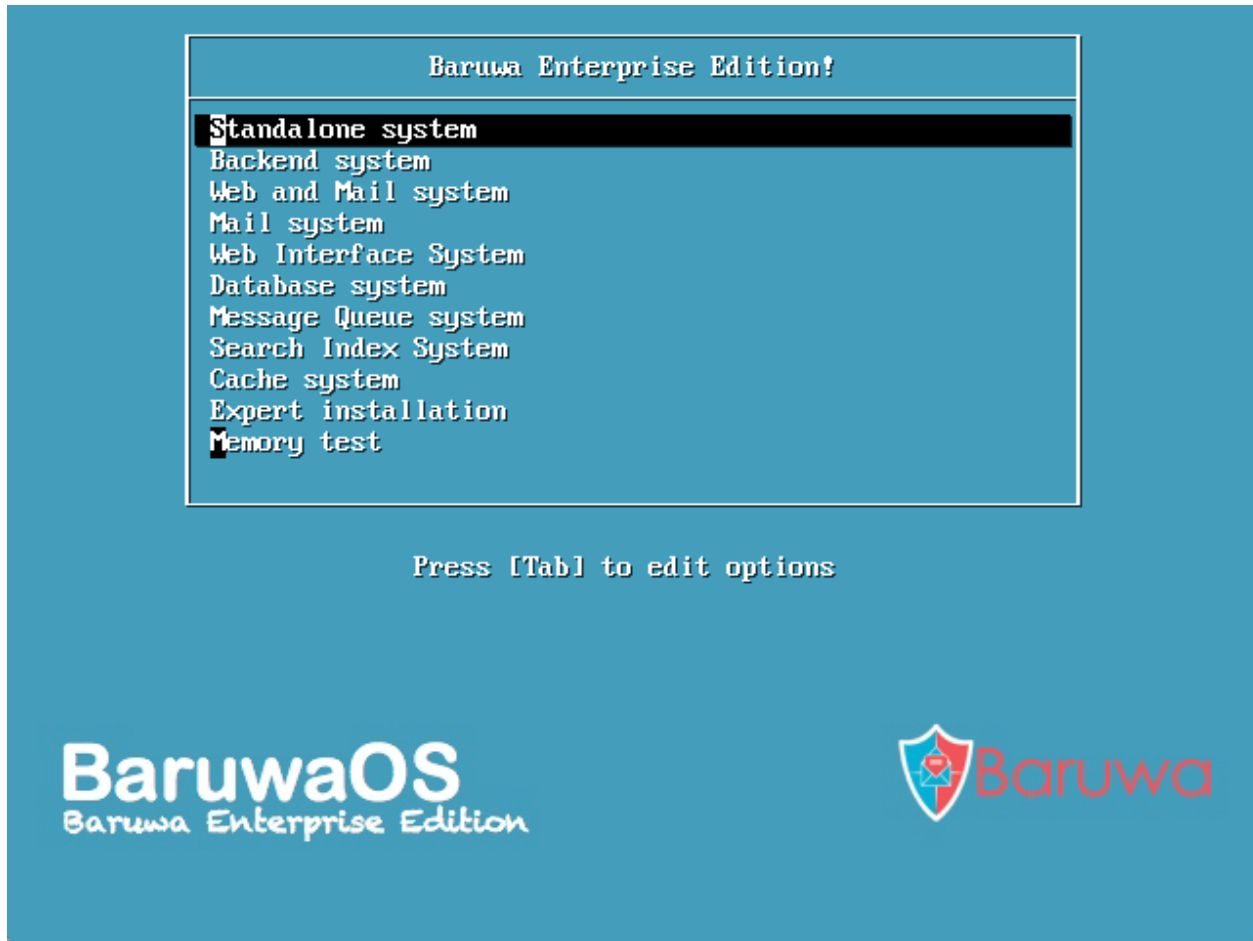 Baruwa Enterprise Edition!
Standalone system
Backend system
Web and Mail system
Mail system
Web Interface System
Database system
Message Queue system
Search Index System
Cache system
Expert installation
Memory test
Press [Tab] to edit options
BaruwaOS
Baruwa Enterprise Edition
Baruwa